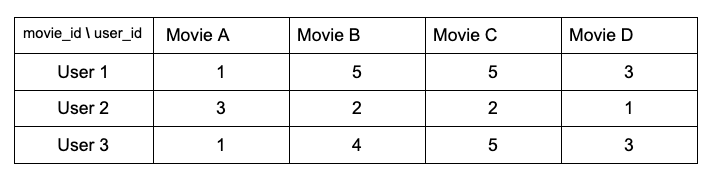 movie_id \ user_id Movie A Movie B Movie C Movie D
User 1 1 5 5 3
User 2 3 2 2 1
User 3 1 4 5 3